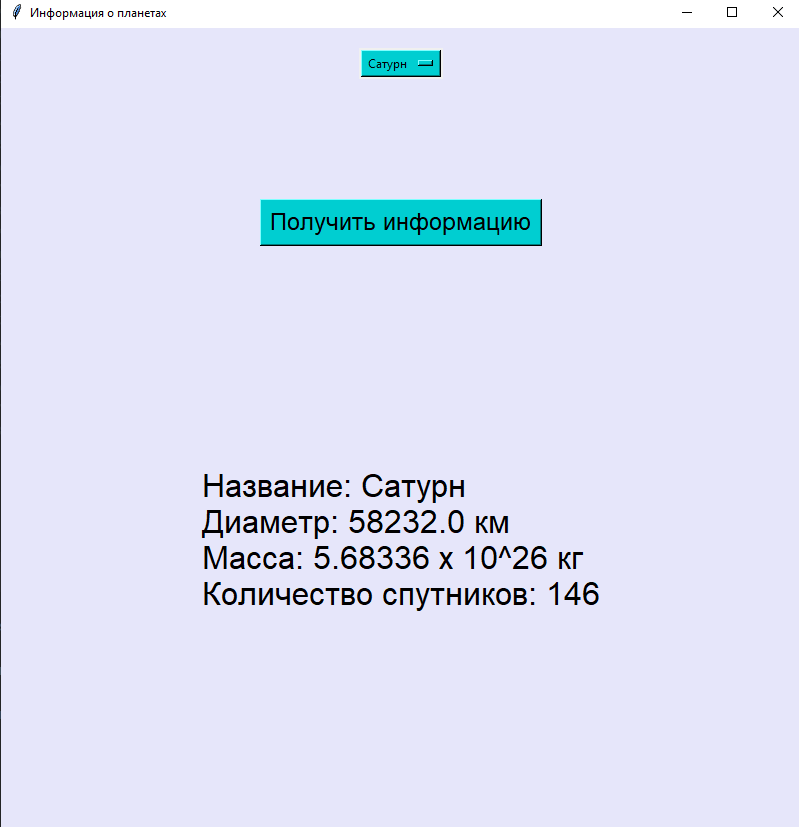 Информация о планетах
Сатурн
Получить информацию
Название: Сатурн
Диаметр: 58232.0 км
Масса: 5.68336 x 10^26 кг
Количество спутников: 146